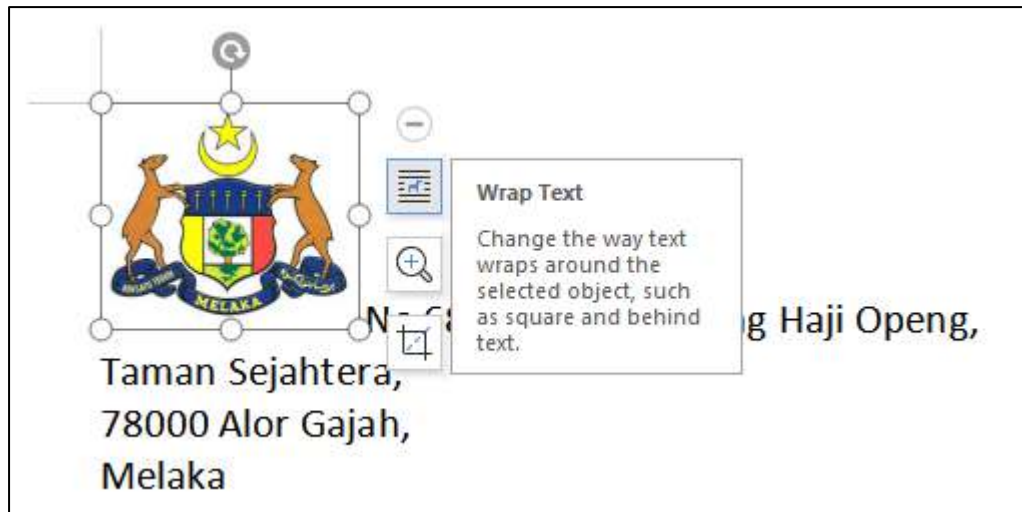 MELAKA
Wrap Text
Change the way text
wraps around the
selected object, such
as square and behind
text.
g Haji Openg,
Taman Sejahtera,
78000 Alor Gajah,
Melaka